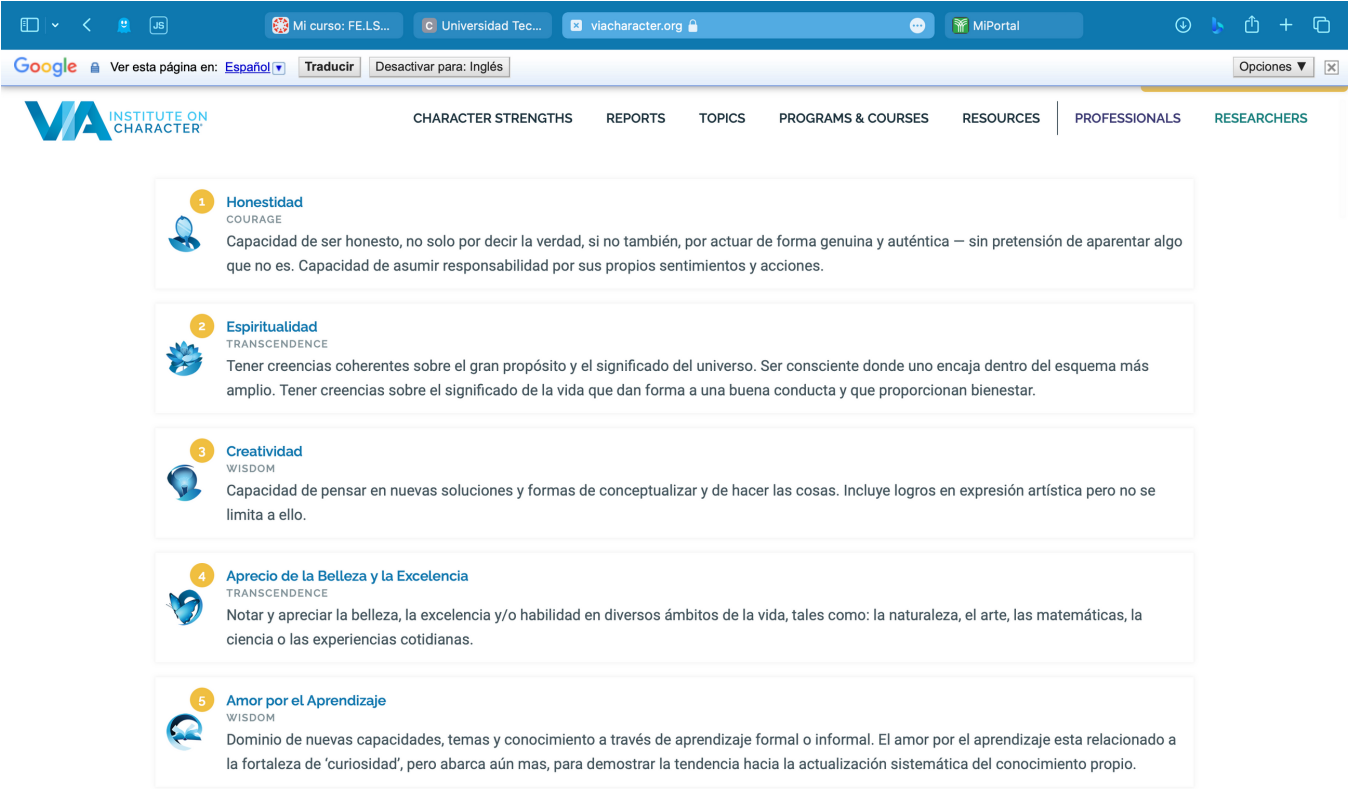 JS
Mi curso: FE.LS...
C Universidad Tec...
viacharacter.org
MiPortal
Google
Ver esta página en: Español
Traducir
Desactivar para: Inglés
Opciones ▼
VIA INSTITUTE ON
CHARACTER®
CHARACTER STRENGTHS
REPORTS
TOPICS
PROGRAMS & COURSES
RESOURCES
PROFESSIONALS
RESEARCHERS
1 Honestidad
COURAGE
Capacidad de ser honesto, no solo por decir la verdad, si no también, por actuar de forma genuina y auténtica — sin pretensión de aparentar algo
que no es. Capacidad de asumir responsabilidad por sus propios sentimientos y acciones.
2 Espiritualidad
TRANSCENDENCE
Tener creencias coherentes sobre el gran propósito y el significado del universo. Ser consciente donde uno encaja dentro del esquema más
amplio. Tener creencias sobre el significado de la vida que dan forma a una buena conducta y que proporcionan bienestar.
3 Creatividad
WISDOM
Capacidad de pensar en nuevas soluciones y formas de conceptualizar y de hacer las cosas. Incluye logros en expresión artística pero no se
limita a ello.
4 Aprecio de la Belleza y la Excelencia
TRANSCENDENCE
Notar y apreciar la belleza, la excelencia y/o habilidad en diversos ámbitos de la vida, tales como: la naturaleza, el arte, las matemáticas, la
ciencia o las experiencias cotidianas.
5 Amor por el Aprendizaje
WISDOM
Dominio de nuevas capacidades, temas y conocimiento a través de aprendizaje formal o informal. El amor por el aprendizaje esta relacionado a
la fortaleza de ‘curiosidad’, pero abarca aún mas, para demostrar la tendencia hacia la actualización sistemática del conocimiento propio.